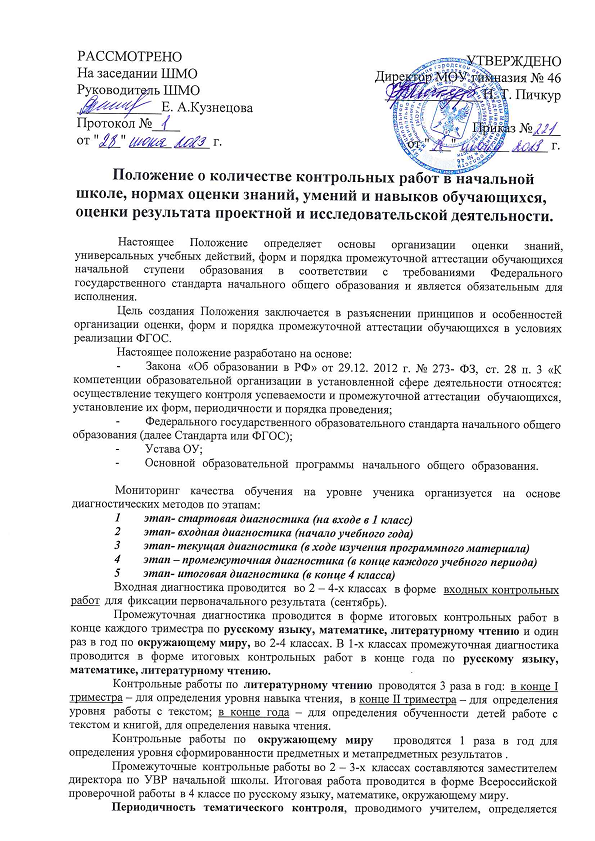 РАССМОТРЕНО
На заседании ШМО
Руководитель ШМО
__________Е. А.Кузнецова
Протокол №_1_
от "28" июня 2023 г.
УТВЕРЖДЕНО
Директор МОУ гимназия № 46
Н. Т. Пичкур
Приказ № 221
от "
г.
Положение о количестве контрольных работ в начальной
школе, нормах оценки знаний, умений и навыков обучающихся,
оценки результата проектной и исследовательской деятельности.
Настоящее Положение определяет основы организации оценки знаний,
универсальных учебных действий, форм и порядка промежуточной аттестации обучающихся
начальной ступени образования в соответствии с требованиями Федерального
государственного стандарта начального общего образования и является обязательным для
исполнения.
Цель создания Положения заключается в разъяснении принципов и особенностей
организации оценки, форм и порядка промежуточной аттестации обучающихся в условиях
реализации ФГОС.
Настоящее положение разработано на основе:
- Закона «Об образовании в РФ» от 29.12. 2012 г. № 273- ФЗ, ст. 28 п. 3 «К
компетенции образовательной организации в установленной сфере деятельности относятся:
осуществление текущего контроля успеваемости и промежуточной аттестации обучающихся,
установление их форм, периодичности и порядка проведения;
- Федерального государственного образовательного стандарта начального общего
образования (далее Стандарта или ФГОС);
- Устава ОУ;
- Основной образовательной программы начального общего образования.
Мониторинг качества обучения на уровне ученика организуется на основе
диагностических методов по этапам:
1 этап- стартовая диагностика (на входе в 1 класс)
2 этап- входная диагностика (начало учебного года)
3 этап- текущая диагностика (в ходе изучения программного материала)
4 этап – промежуточная диагностика (в конце каждого учебного периода)
5 этап- итоговая диагностика (в конце 4 класса)
Входная диагностика проводится во 2 – 4-х классах в форме входных контрольных
работ для фиксации первоначального результата (сентябрь).
Промежуточная диагностика проводится в форме итоговых контрольных работ в
конце каждого триместра по русскому языку, математике, литературному чтению и один
раз в год по окружающему миру, во 2-4 классах. В 1-х классах промежуточная диагностика
проводится в форме итоговых контрольных работ в конце года по русскому языку,
математике, литературному чтению.
Контрольные работы по литературному чтению проводятся 3 раза в год: в конце I
триместра – для определения уровня навыка чтения, в конце II триместра – для определения
уровня работы с текстом; в конце года – для определения обученности детей работе с
текстом и книгой, для определения навыка чтения.
Контрольные работы по окружающему миру проводятся 1 раза в год для
определения уровня сформированности предметных и метапредметных результатов .
Промежуточные контрольные работы во 2 – 3-х классах составляются заместителем
директора по УВР начальной школы. Итоговая работа проводится в форме Всероссийской
проверочной работы в 4 классе по русскому языку, математике, окружающему миру.
Периодичность тематического контроля, проводимого учителем, определяется